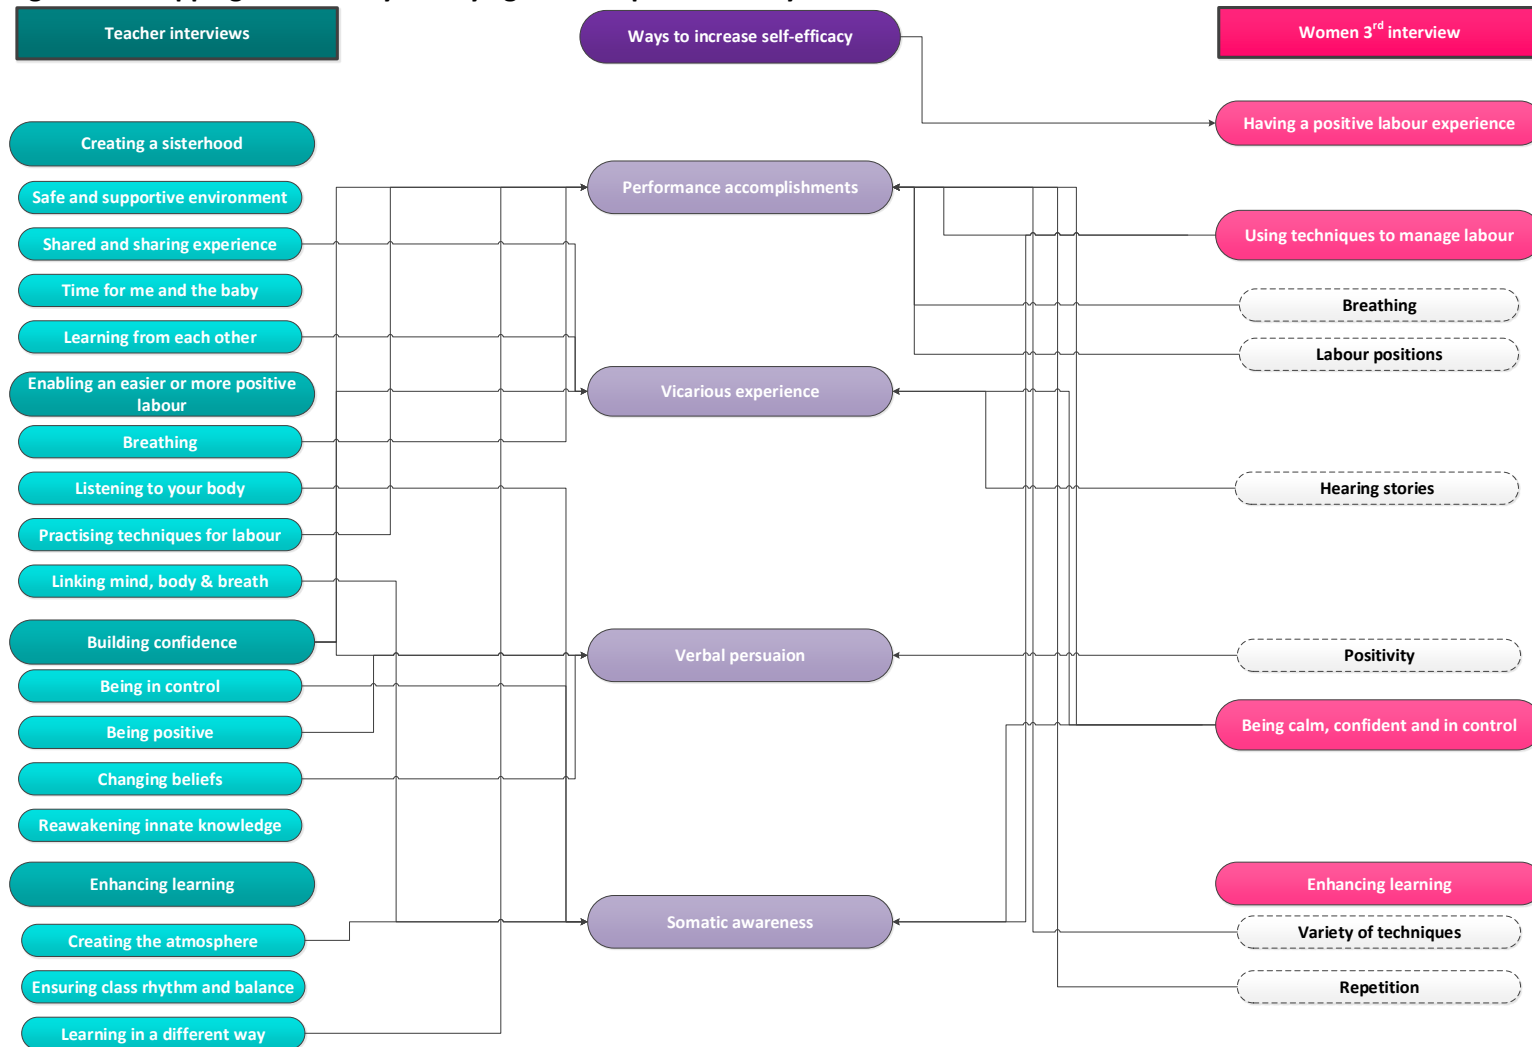 Teacher interviews
Ways to increase self-efficacy
Women 3rd interview
Creating a sisterhood
Safe and supportive environment
Shared and sharing experience
Time for me and the baby
Learning from each other
Enabling an easier or more positive
labour
Breathing
Listening to your body
Practising techniques for labour
Linking mind, body & breath
Building confidence
Being in control
Being positive
Changing beliefs
Reawakening innate knowledge
Enhancing learning
Creating the atmosphere
Ensuring class rhythm and balance
Learning in a different way
Performance accomplishments
Vicarious experience
Verbal persuaion
Somatic awareness
Having a positive labour experience
Using techniques to manage labour
Breathing
Labour positions
Hearing stories
Positivity
Being calm, confident and in control
Enhancing learning
Variety of techniques
Repetition